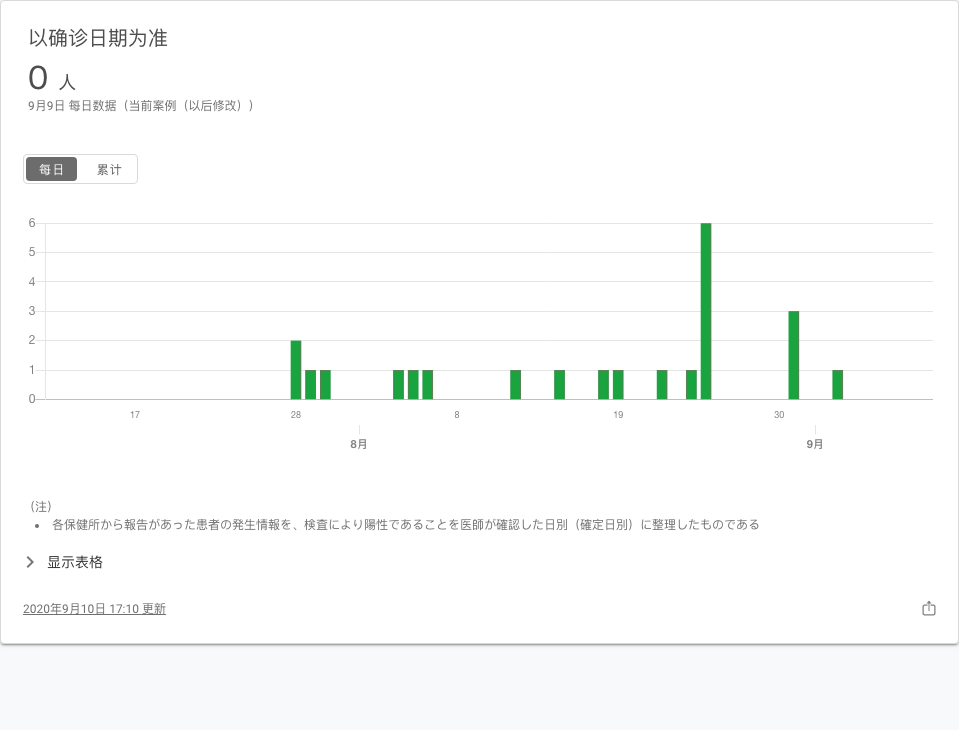 以确诊日期为准
0 人
9月9日 每日数据（当前案例（以后修改））
每日 累计
6
5
4
3
2
1
0
17 28 8 19 30
8月 9月
（注）
• 各保健所から報告があった患者の発生情報を、検査により陽性であることを医師が確認した日別（確定日別）に整理したものである
显示表格
2020年9月10日 17:10 更新